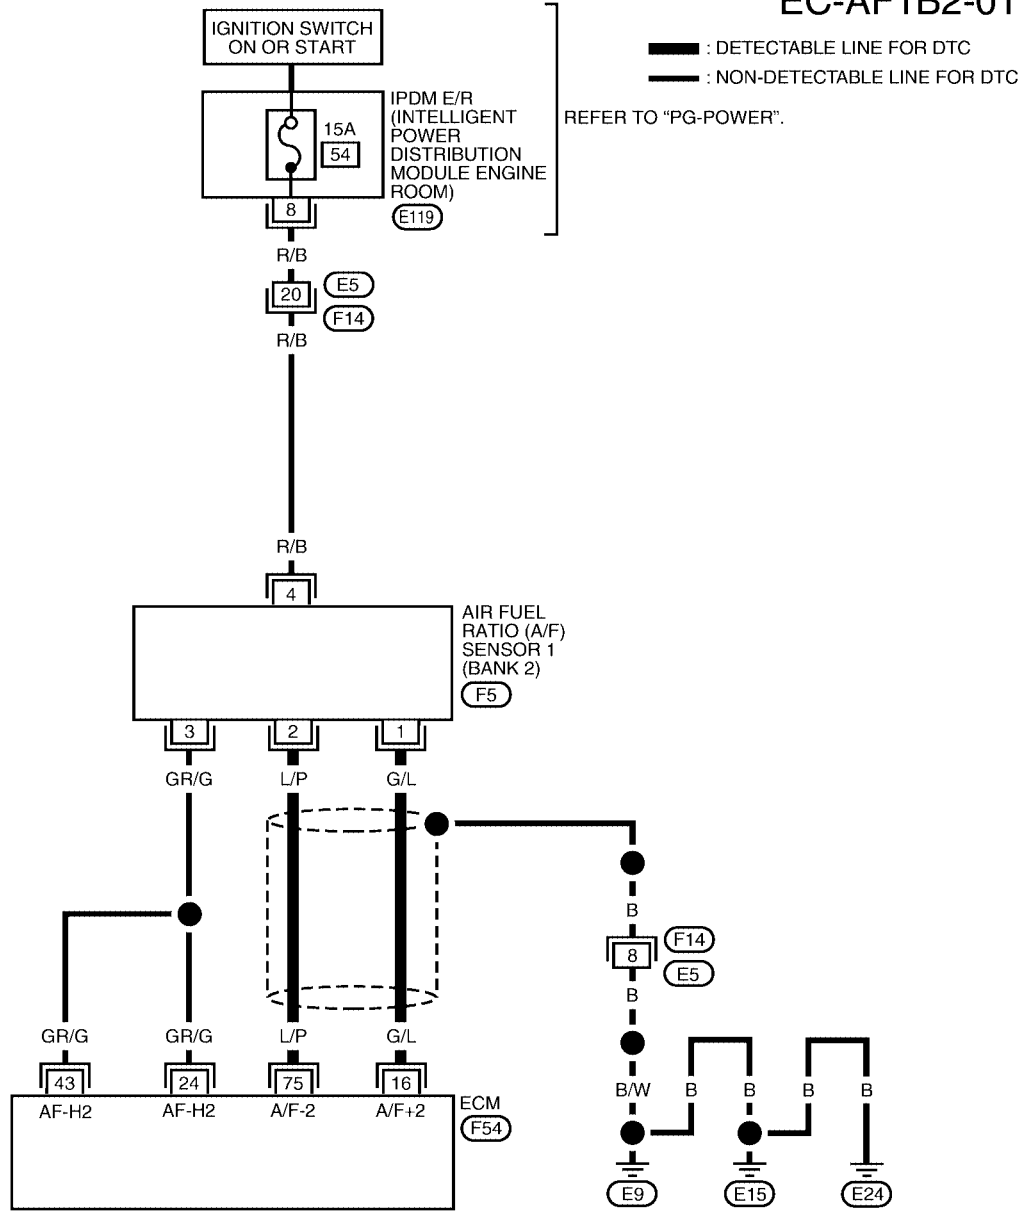 EC-AF1B2-01
IGNITION SWITCH
ON OR START
: DETECTABLE LINE FOR DTC
: NON-DETECTABLE LINE FOR DTC
REFER TO “PG-POWER”.
IPDM E/R
(INTELLIGENT
POWER
DISTRIBUTION
MODULE ENGINE
ROOM)
E119
15A
54
8
R/B
20
E5
F14
R/B
R/B
4
AIR FUEL
RATIO (A/F)
SENSOR 1
(BANK 2)
F5
3 2 1
GR/G L/P G/L
B
8
F14
E5
B
GR/G GR/G L/P G/L
43 24 75 16
AF-H2 AF-H2 A/F-2 A/F+2
ECM
F54
B/W B B B B
E9 E15 E24